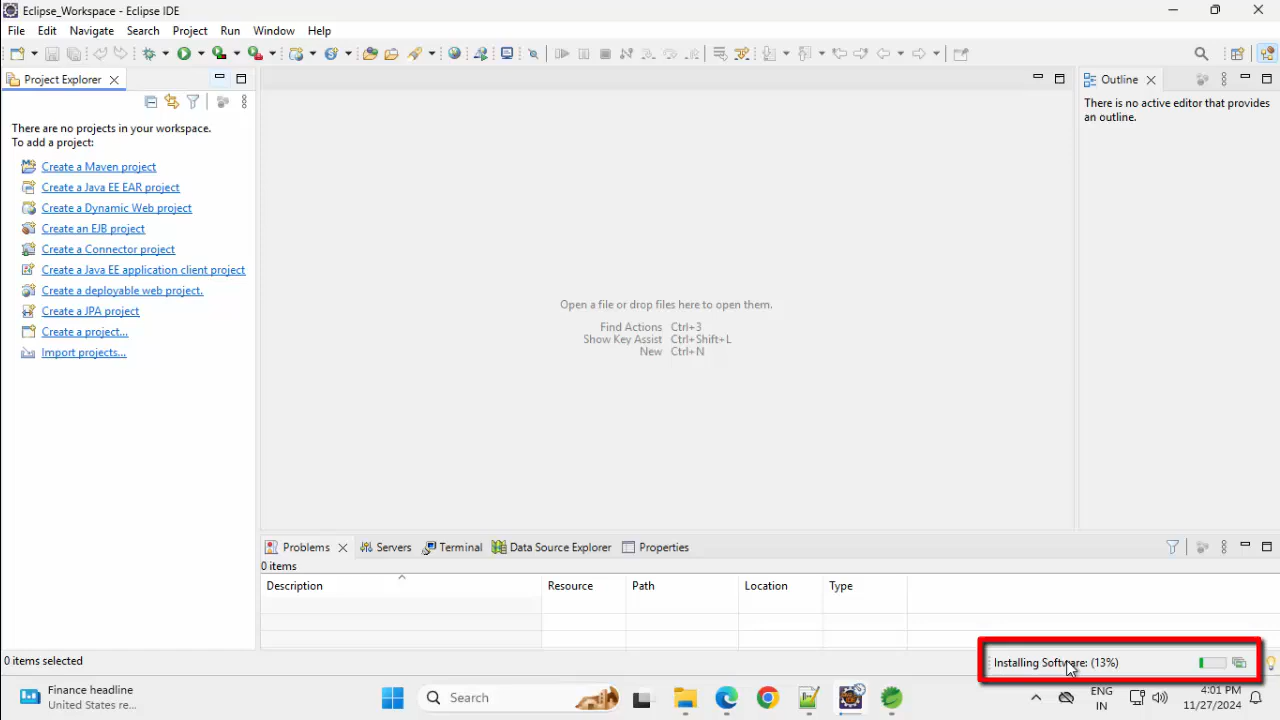 Eclipse_Workspace - Eclipse IDE
File Edit Navigate Search Project Run Window Help
Project Explorer
There are no projects in your workspace.
To add a project:
Create a Maven project
Create a Java EE EAR project
Create a Dynamic Web project
Create an EJB project
Create a Connector project
Create a Java EE application client project
Create a deployable web project.
Create a JPA project
Create a project...
Import projects...
Open a file or drop files here to open them.
Find Actions Ctrl+3
Show Key Assist Ctrl+Shift+L
New Ctrl+N
Outline
There is no active editor that provides
an outline.
Problems Servers Terminal Data Source Explorer Properties
0 items
Description Resource Path Location Type
0 items selected
Installing Software: (13%)
Finance headline
United States re...
Search
ENG
IN
4:01 PM
11/27/2024